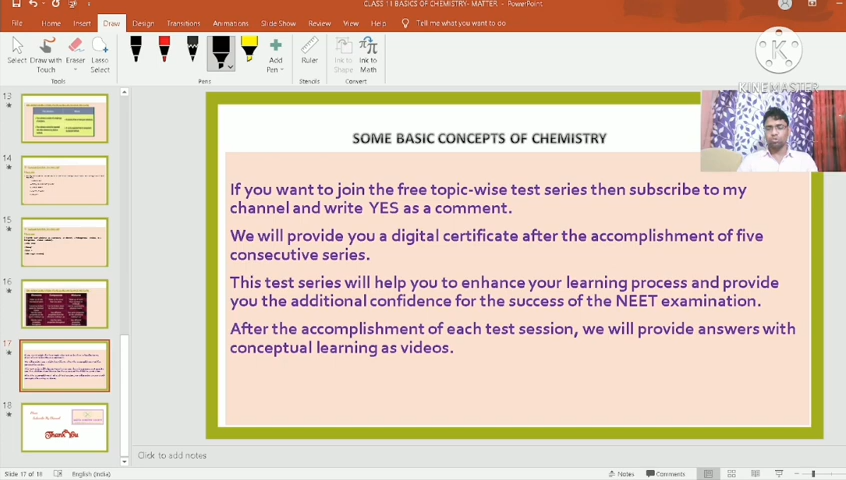 CLASS 11 BASICS OF CHEMISTRY- MATTER - PowerPoint
File Home Insert Draw Design Transitions Animations Slide Show Review View Help Tell me what you want to do
Select Draw with Touch Eraser Lasso Select Add Pen Ruler Ink to Shape Ink to Math
Tools Pens Stencils Convert
KINEMASTER
13
14
15
16
17
18
Thank You
SOME BASIC CONCEPTS OF CHEMISTRY
If you want to join the free topic-wise test series then subscribe to my
channel and write YES as a comment.
We will provide you a digital certificate after the accomplishment of five
consecutive series.
This test series will help you to enhance your learning process and provide
you the additional confidence for the success of the NEET examination.
After the accomplishment of each test session, we will provide answers with
conceptual learning as videos.
Click to add notes
Slide 17 of 18 English (India) Notes Comments